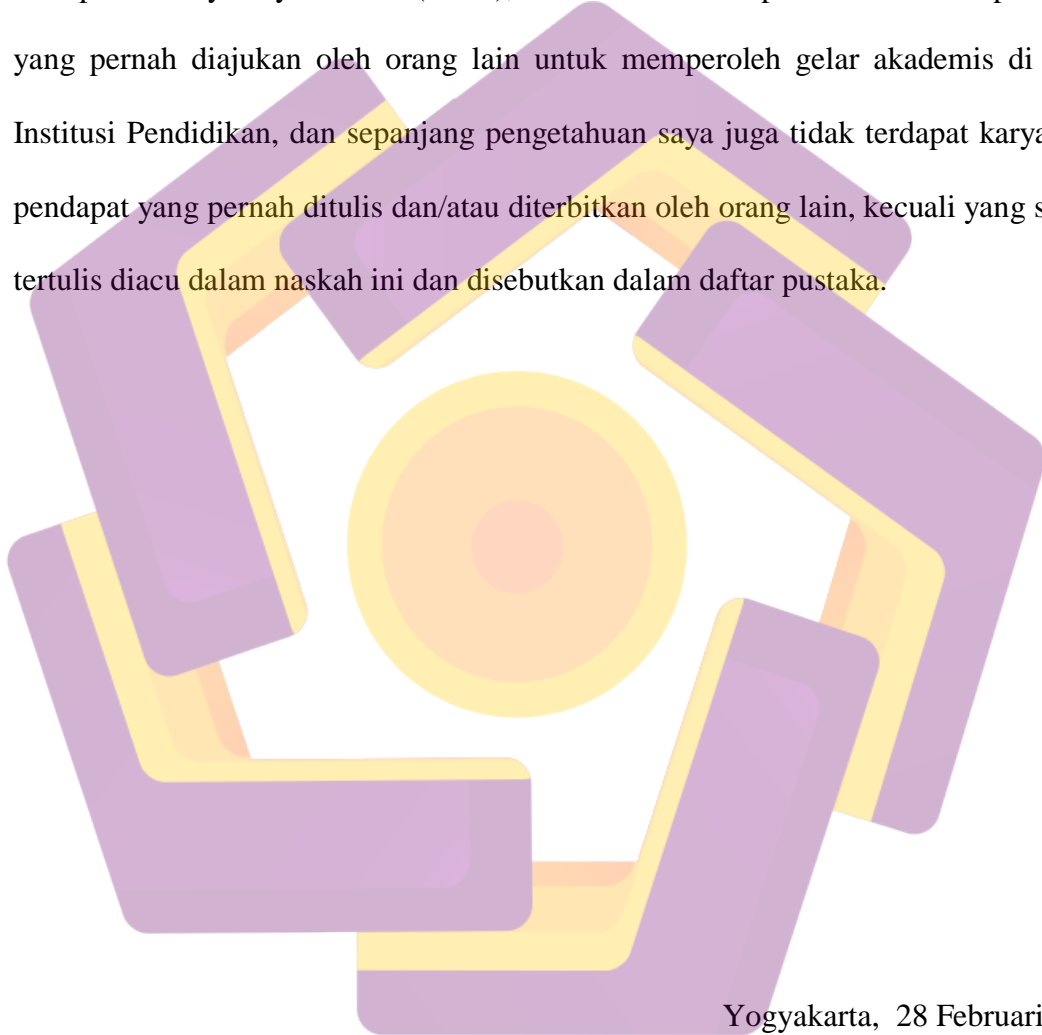 yang pernah diajukan oleh orang lain untuk memperoleh gelar akademis di
Institusi Pendidikan, dan sepanjang pengetahuan saya juga tidak terdapat karya
pendapat yang pernah ditulis dan/atau diterbitkan oleh orang lain, kecuali yang s
tertulis diacu dalam naskah ini dan disebutkan dalam daftar pustaka.
Yogyakarta, 28 Februari